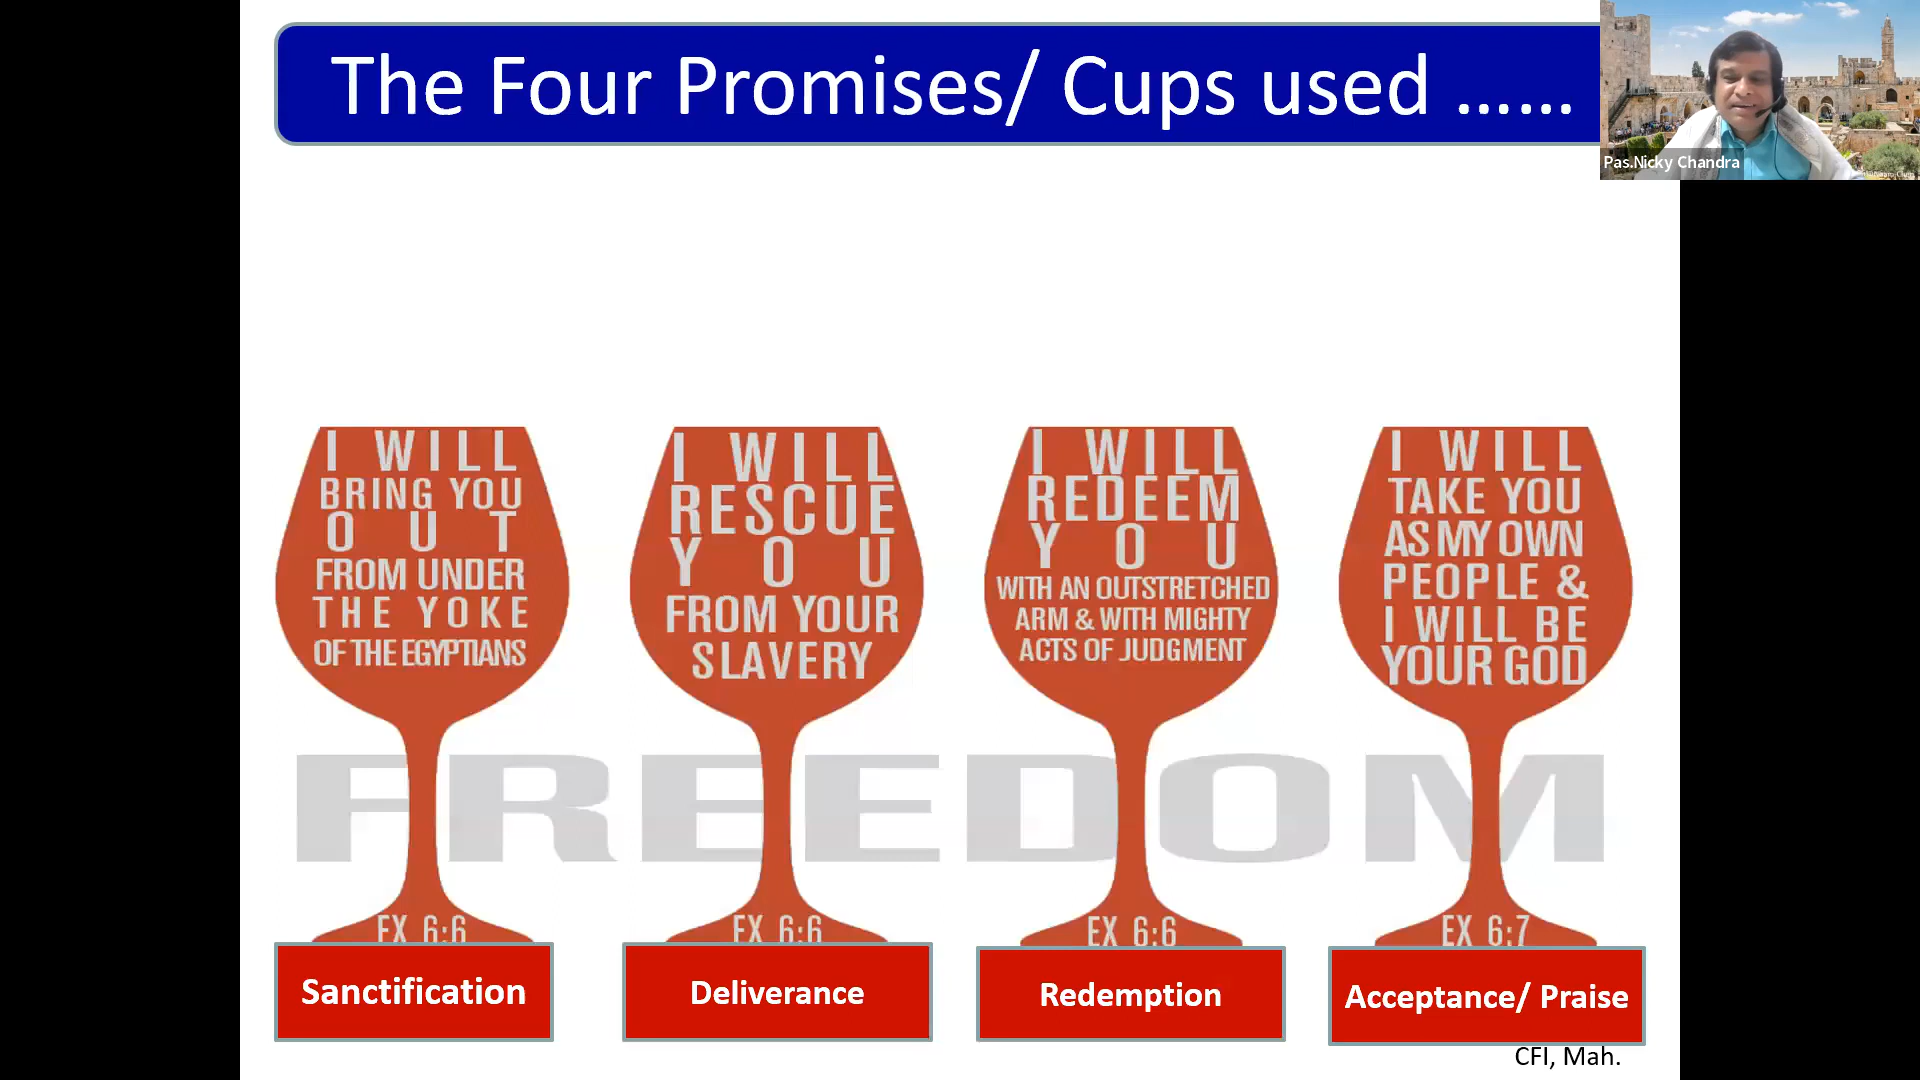 The Four Promises/ Cups used ......
Pas.Nicky Chandra
I WILL
BRING YOU
OUT
FROM UNDER
THE YOKE
OF THE EGYPTIANS
EX 6:6
Sanctification
I WILL
RESCUE
YOU
FROM YOUR
SLAVERY
EX 6:6
Deliverance
I WILL
REDEEM
YOU
WITH AN OUTSTRETCHED
ARM & WITH MIGHTY
ACTS OF JUDGMENT
EX 6:6
Redemption
I WILL
TAKE YOU
AS MY OWN
PEOPLE &
I WILL BE
YOUR GOD
EX 6:7
Acceptance/ Praise
FREEDOM
CFI, Mah.